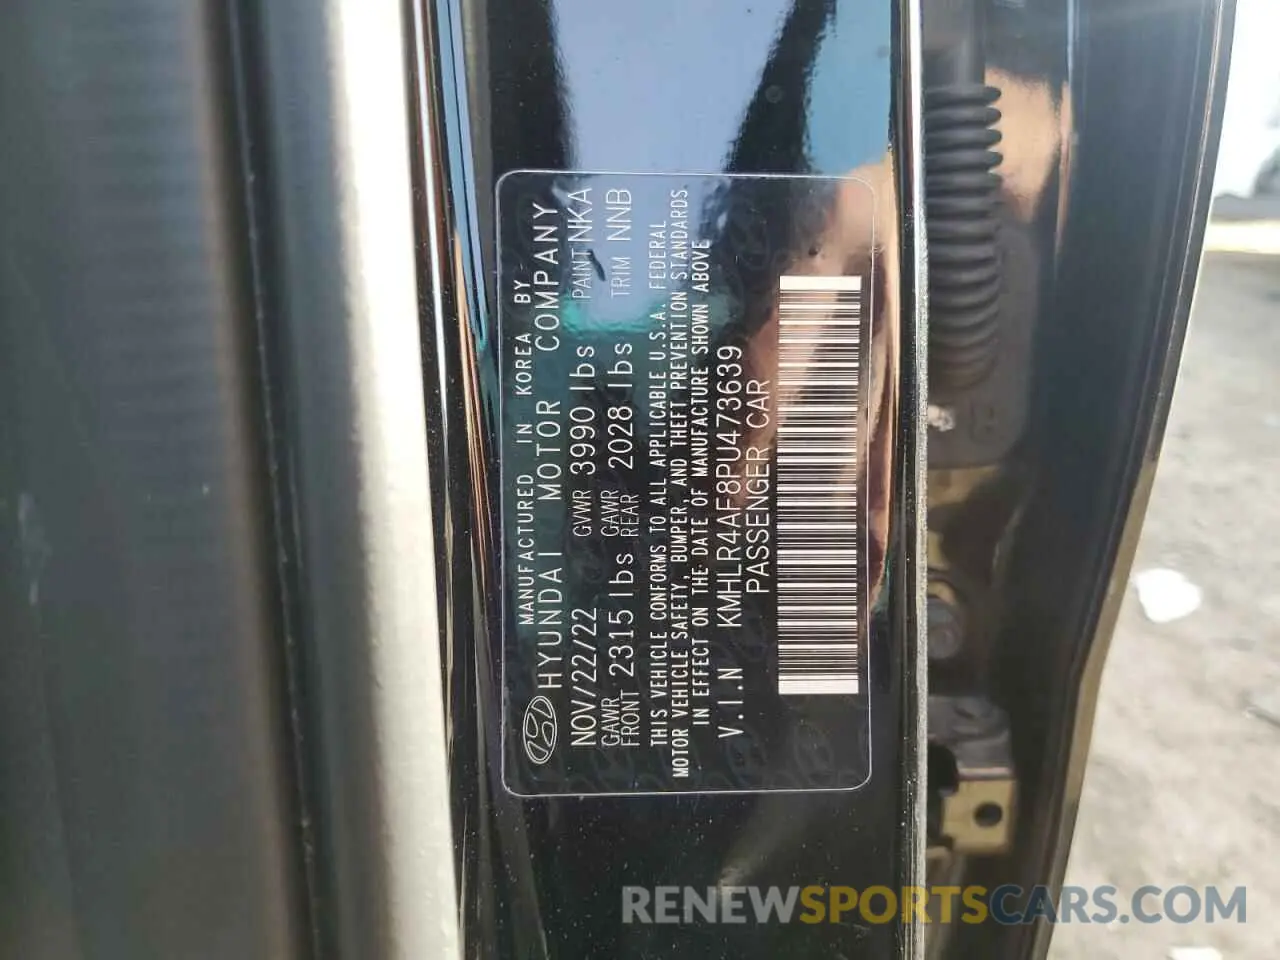 MANUFACTURED IN KOREA BY
HYUNDAI MOTOR COMPANY
NOV/22/22 GVWR 3990 lbs PAINT NKA
GAWR FRONT 2315 lbs GAWR REAR 2028 lbs TRIM NNB
THIS VEHICLE CONFORMS TO ALL APPLICABLE U.S.A. FEDERAL
MOTOR VEHICLE SAFETY, BUMPER, AND THEFT PREVENTION STANDARDS
IN EFFECT ON THE DATE OF MANUFACTURE SHOWN ABOVE
V.I.N KMHLR4AF8PU473639
PASSENGER CAR
RENEWSPORTSCARS.COM